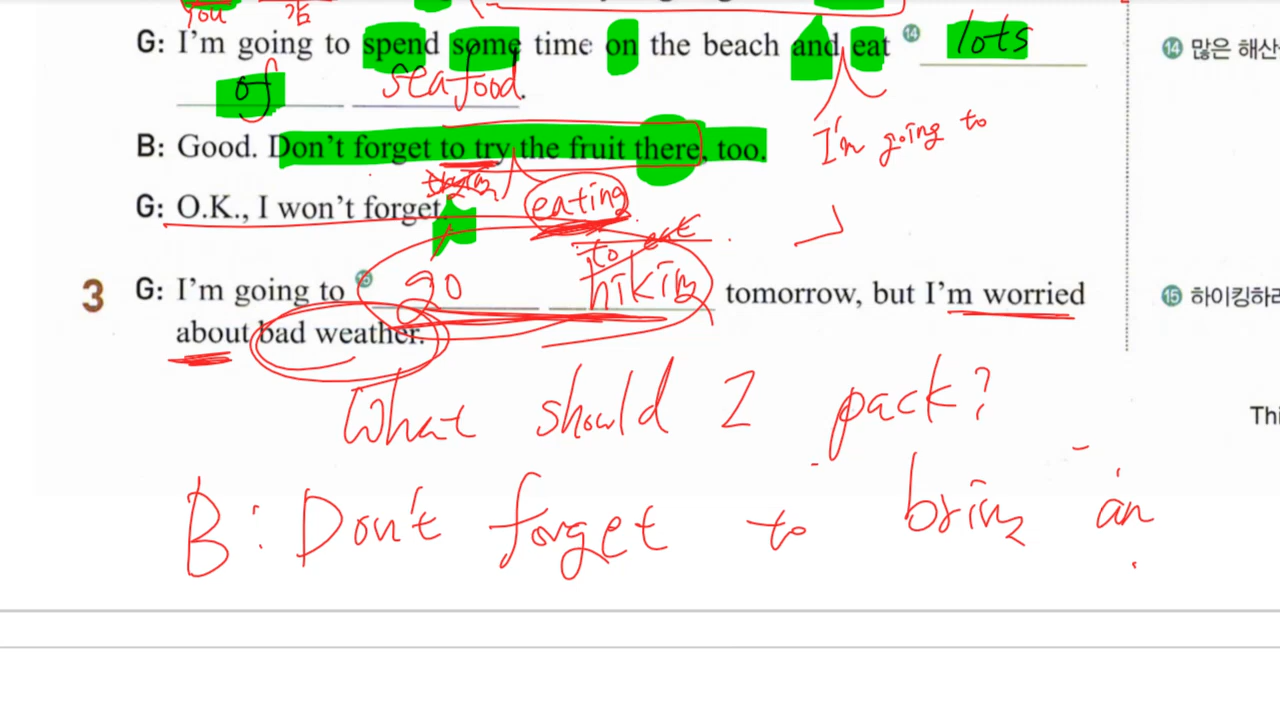 you 경
G: I'm going to spend some time on the beach and eat ⑭ lots
of seafood.
⑭ 많은 해산
I'm going to
B: Good. Don't forget to try the fruit there, too.
trying eating
G: O.K., I won't forget.
to eat
3 G: I'm going to ⑮ go hiking tomorrow, but I'm worried
about bad weather.
⑮ 하이킹하
What should I pack?
Thi
B: Don't forget to bring an